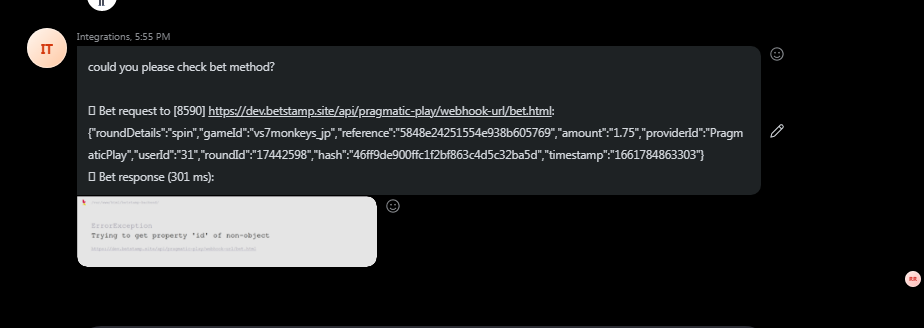 Integrations, 5:55 PM
IT
could you please check bet method?
Bet request to [8590] https://dev.betstamp.site/api/pragmatic-play/webhook-url/bet.html:
{"roundDetails":"spin","gameId":"vs7monkeys_jp","reference":"5848e24251554e938b605769","amount":"1.75","providerId":"Pragm
aticPlay","userId":"31","roundId":"17442598","hash":"46ff9de900ffc1f2bf863c4d5c32ba5d","timestamp":"1661784863303"}
Bet response (301 ms):
ErrorException
Trying to get property 'id' of non-object